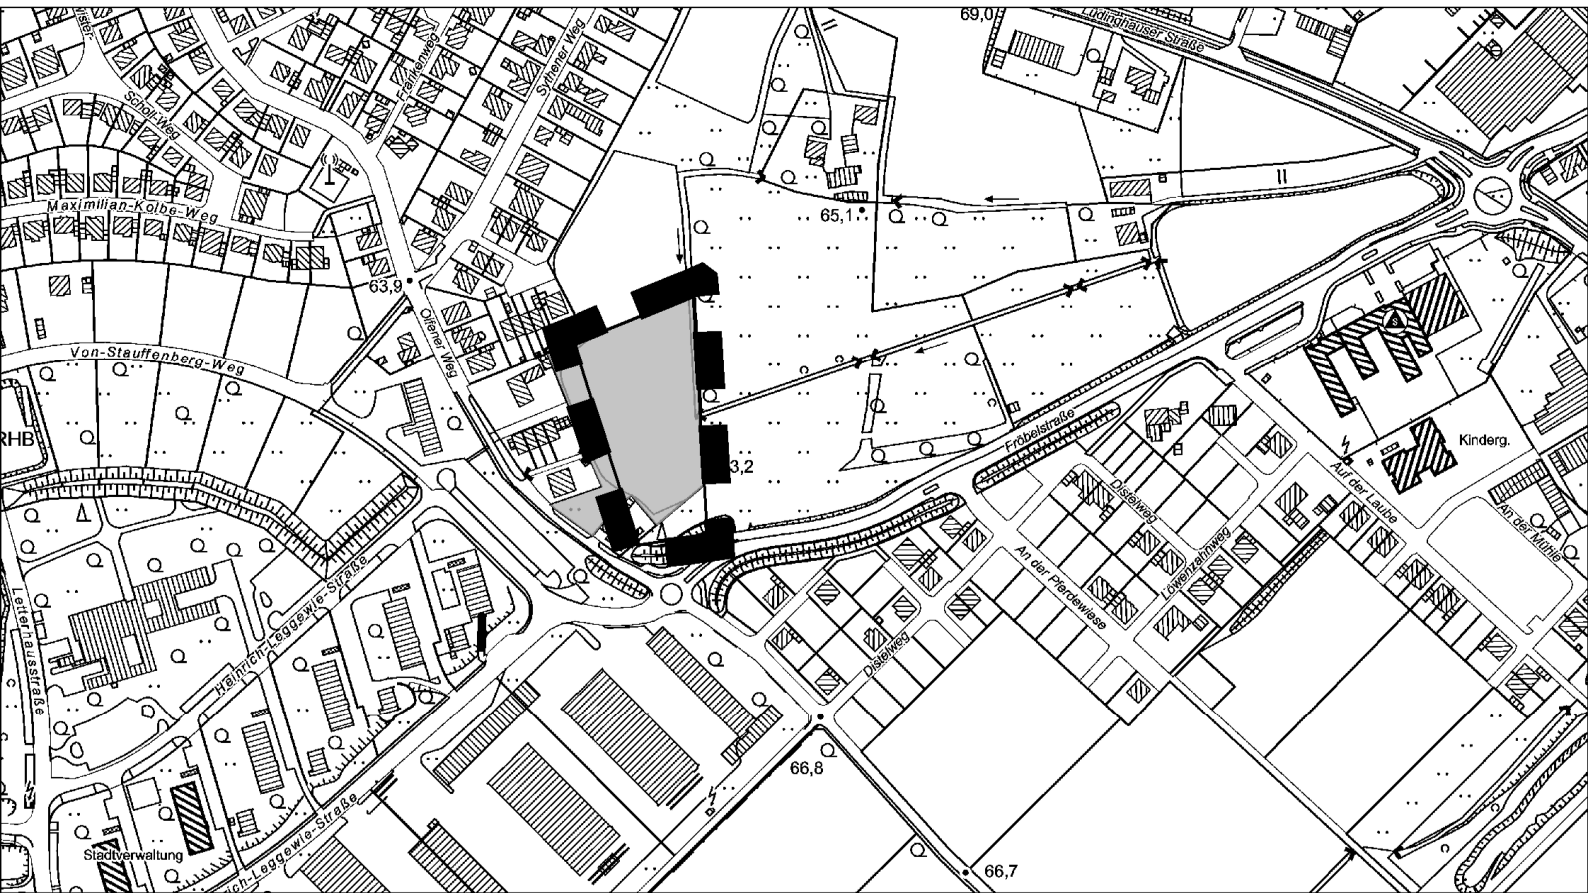 69,0
Lüdinghauser Straße
Frankenweg
Sythener Weg
Scholl-Weg
Maximilian-Kolbe-Weg
65,1
63,9
Olfener Weg
Von-Stauffenberg-Weg
RHB
3,2
Fröbelstraße
Kinderg.
Auf der Laube
An der Mühle
Distelweg
Löwenzahnweg
An der Pferdewiese
Distelweg
Heinrich-Leggewie-Straße
Letterhausstraße
66,8
Stadtverwaltung
rich-Leggewie-Straße
66,7